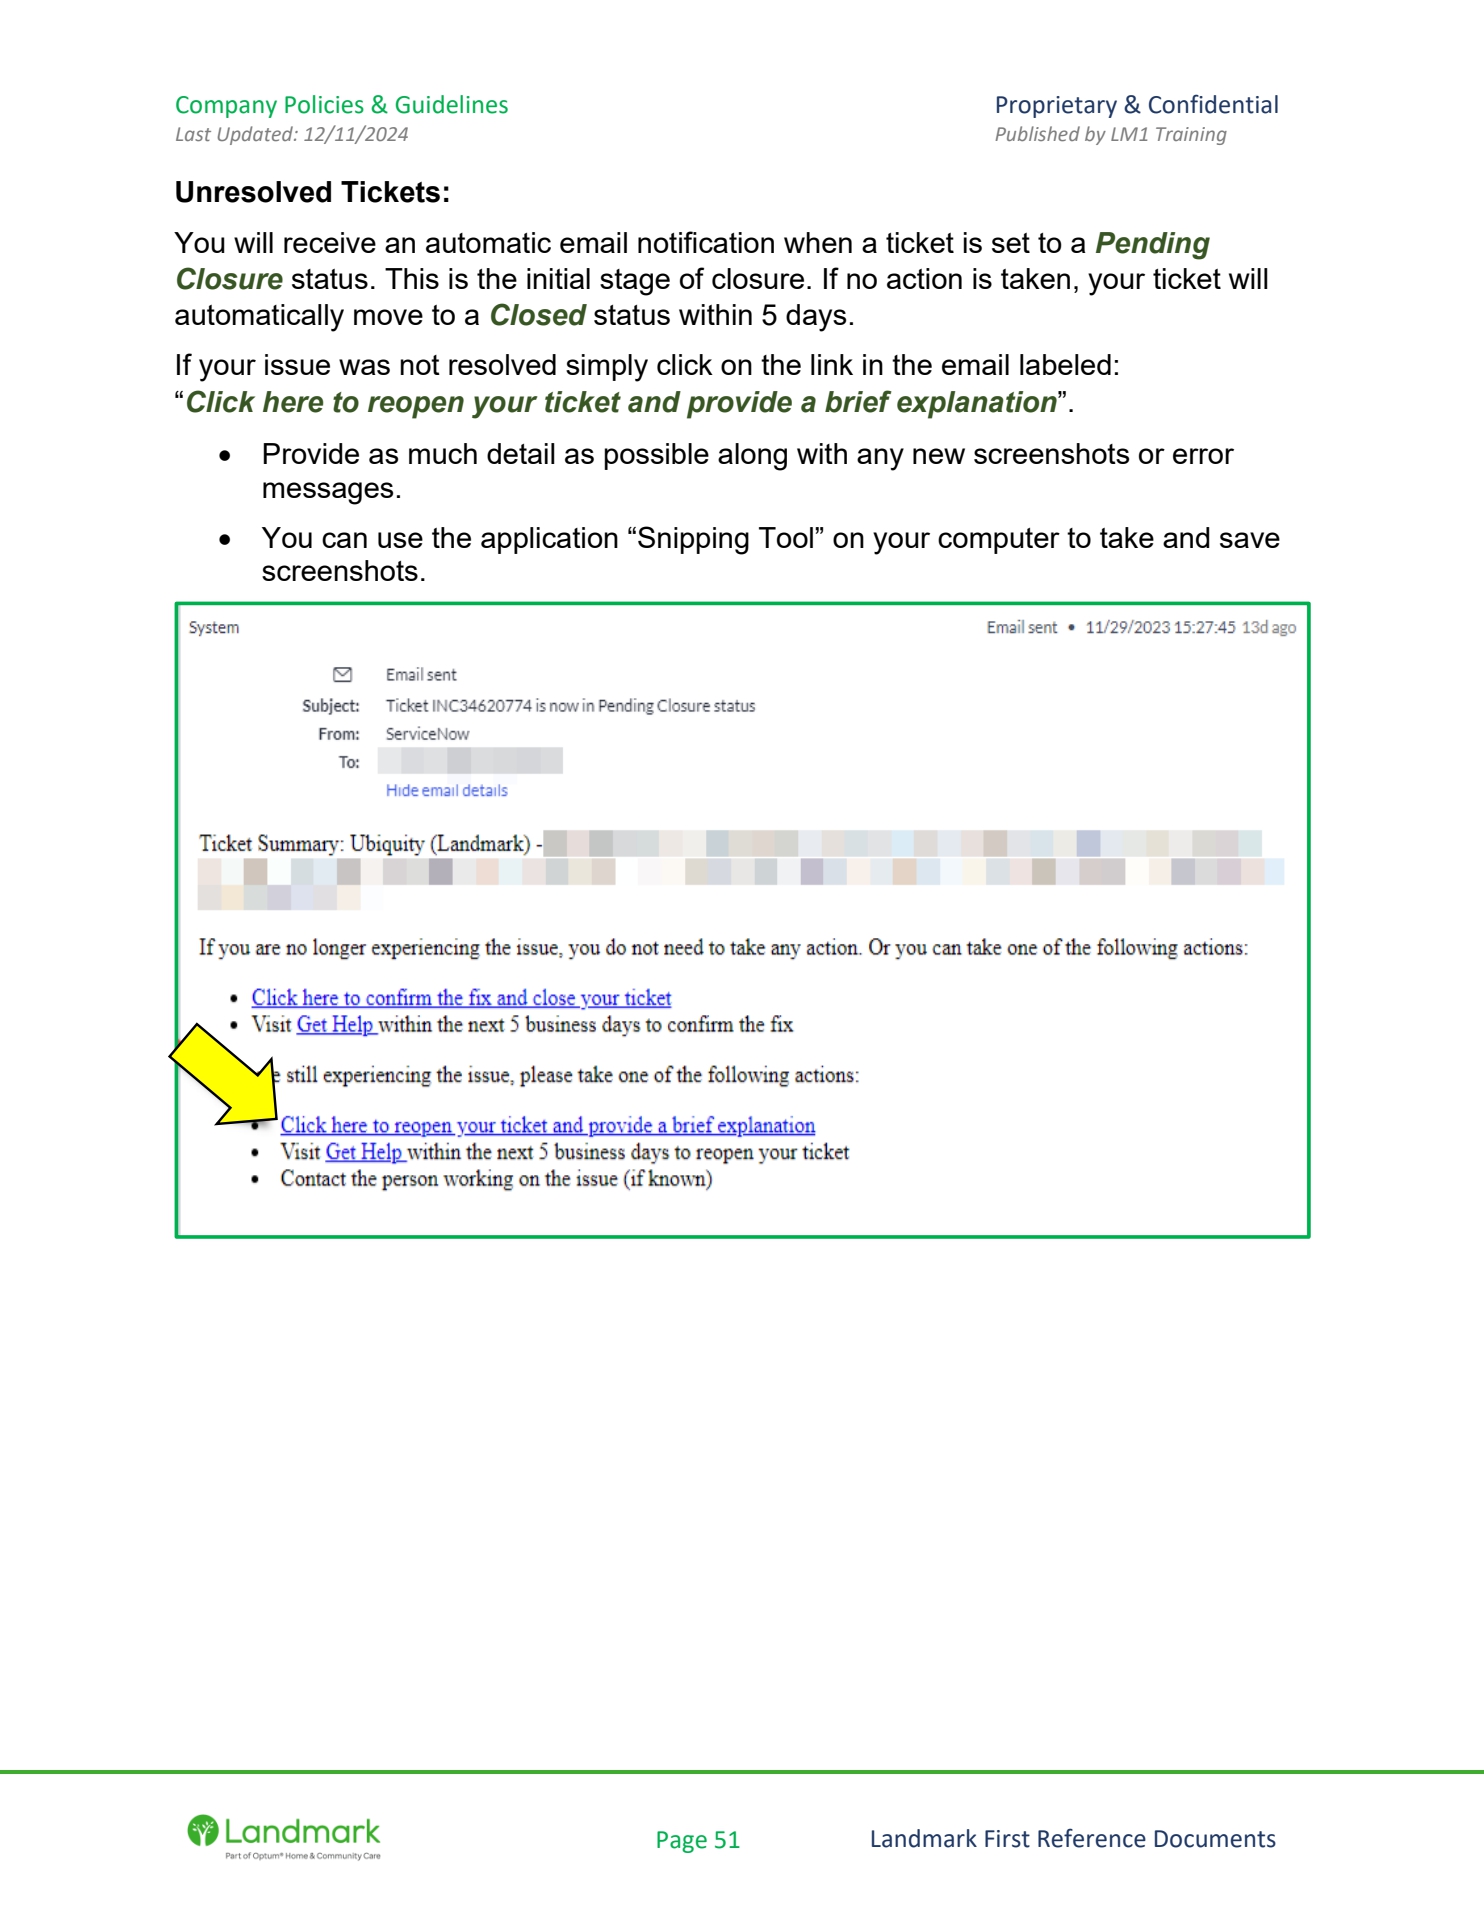 Company Policies & Guidelines
Proprietary & Confidential
Last Updated: 12/11/2024
Published by LM1 Training
Unresolved Tickets:
You will receive an automatic email notification when a ticket is set to a Pending
Closure status. This is the initial stage of closure. If no action is taken, your ticket will
automatically move to a Closed status within 5 days.
If your issue was not resolved simply click on the link in the email labeled:
“Click here to reopen your ticket and provide a brief explanation”.
• Provide as much detail as possible along with any new screenshots or error
messages.
• You can use the application “Snipping Tool” on your computer to take and save
screenshots.
System
Email sent • 11/29/2023 15:27:45 13d ago
Email sent
Subject: Ticket INC34620774 is now in Pending Closure status
From: ServiceNow
To:
Hide email details
Ticket Summary: Ubiquity (Landmark) -
If you are no longer experiencing the issue, you do not need to take any action. Or you can take one of the following actions:
• Click here to confirm the fix and close your ticket
• Visit Get Help within the next 5 business days to confirm the fix
still experiencing the issue, please take one of the following actions:
• Click here to reopen your ticket and provide a brief explanation
• Visit Get Help within the next 5 business days to reopen your ticket
• Contact the person working on the issue (if known)
Landmark
Part of Optum® Home & Community Care
Page 51
Landmark First Reference Documents